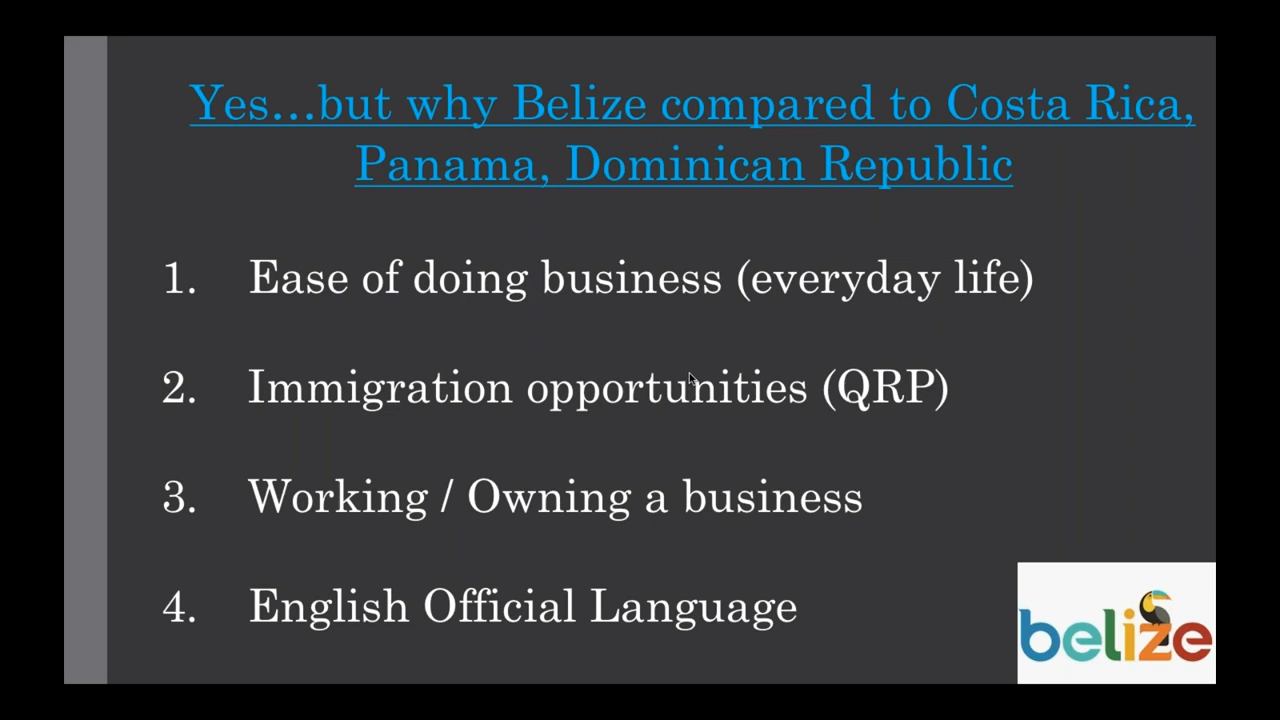 Yes...but why Belize compared to Costa Rica,
Panama, Dominican Republic
1. Ease of doing business (everyday life)
2. Immigration opportunities (QRP)
3. Working / Owning a business
4. English Official Language
belize